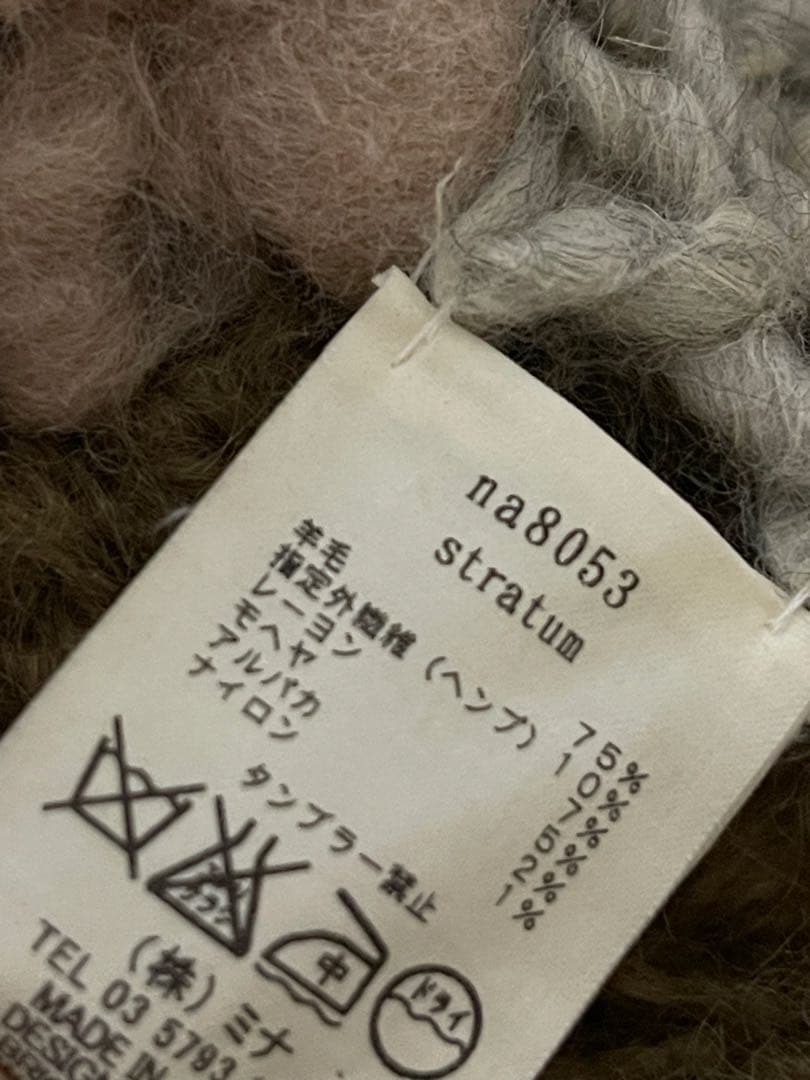 na8053
stratum
羊毛 75%
指定外繊維（ヘンプ） 10%
レーヨン 7%
モヘヤ 5%
アルパカ 2%
ナイロン 1%
タンブラー禁止
中
ドライ
（株）ミナ
TEL 03 5793
MADE IN
DESIGN